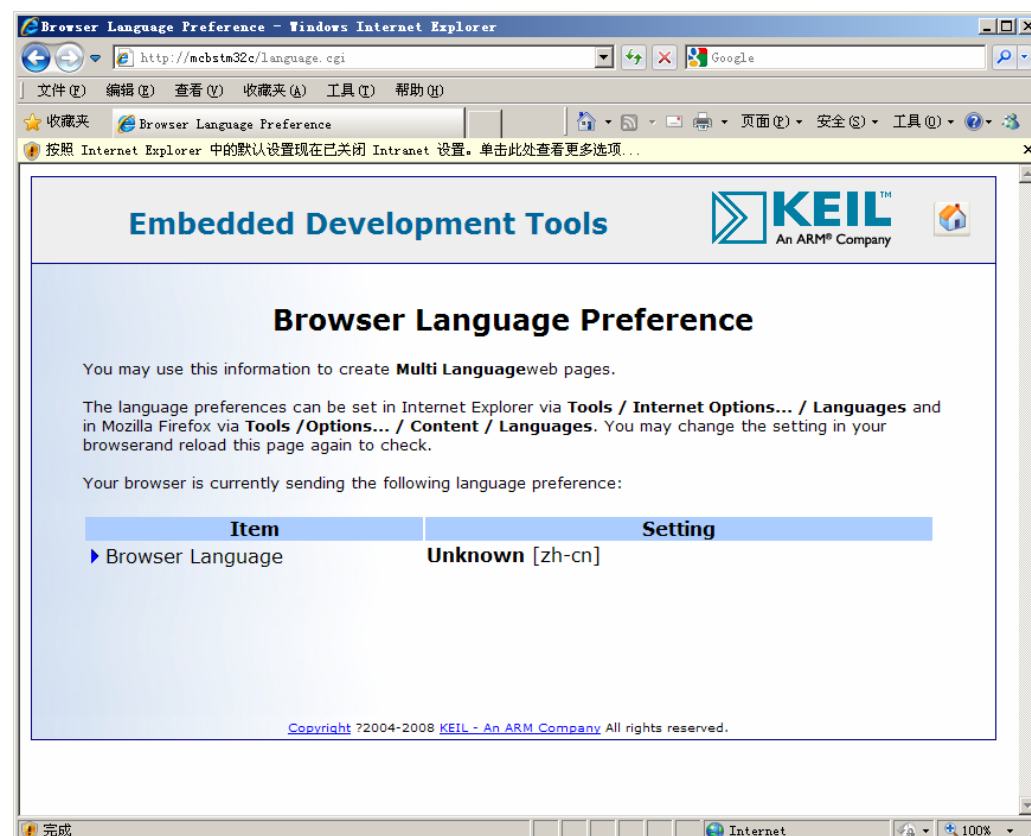 Browser Language Preference - Windows Internet Explorer
http://mcbstm32c/language.cgi
Google
文件(F) 编辑(E) 查看(V) 收藏夹(A) 工具(T) 帮助(H)
收藏夹 Browser Language Preference 页面(P) 安全(S) 工具(O)
按照 Internet Explorer 中的默认设置现在已关闭 Intranet 设置。单击此处查看更多选项...
Embedded Development Tools
KEIL™
An ARM® Company
Browser Language Preference
You may use this information to create Multi Languageweb pages.
The language preferences can be set in Internet Explorer via Tools / Internet Options... / Languages and
in Mozilla Firefox via Tools /Options... / Content / Languages. You may change the setting in your
browserand reload this page again to check.
Your browser is currently sending the following language preference:
Item Setting
Browser Language Unknown [zh-cn]
Copyright ?2004-2008 KEIL - An ARM Company All rights reserved.
完成 Internet 100%